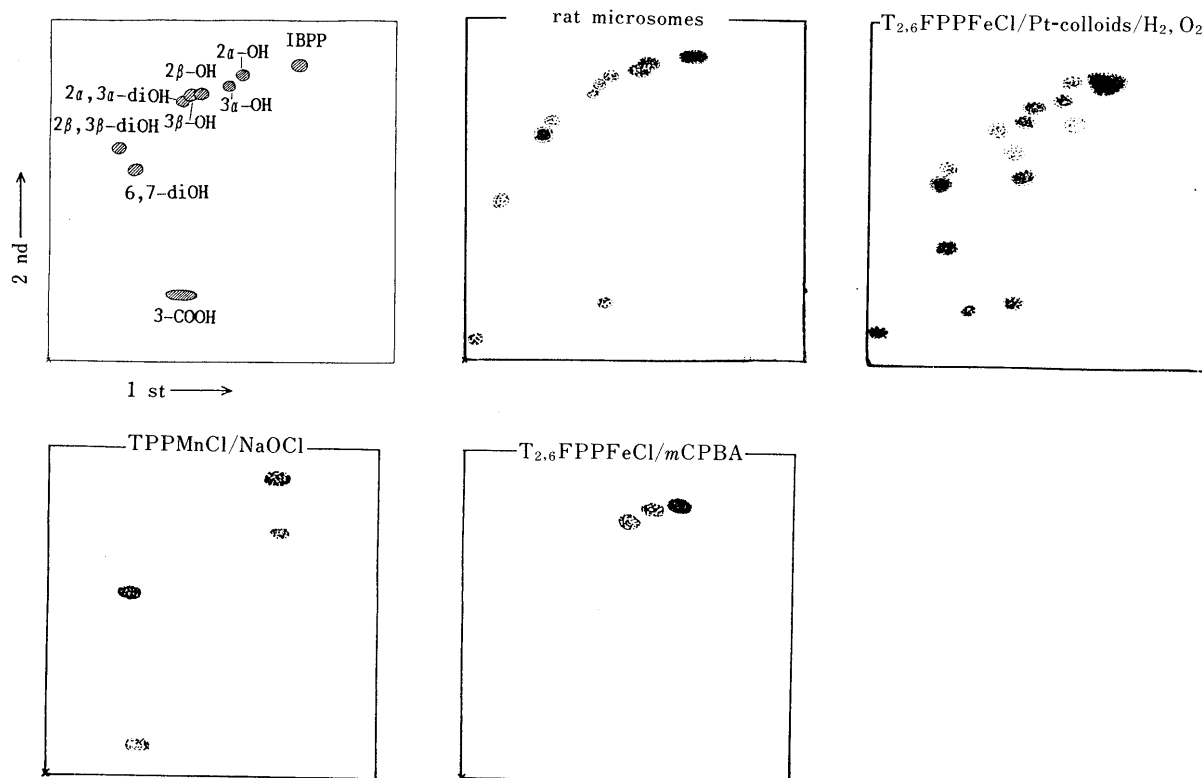 IBPP
2α-OH
2β-OH
2α,3α-diOH
3α-OH
2β,3β-diOH
3β-OH
6,7-diOH
3-COOH
2 nd
1 st
rat microsomes
T2,6FPPFeCl/Pt-colloids/H2, O2
TPPMnCl/NaOCl
T2,6FPPFeCl/mCPBA